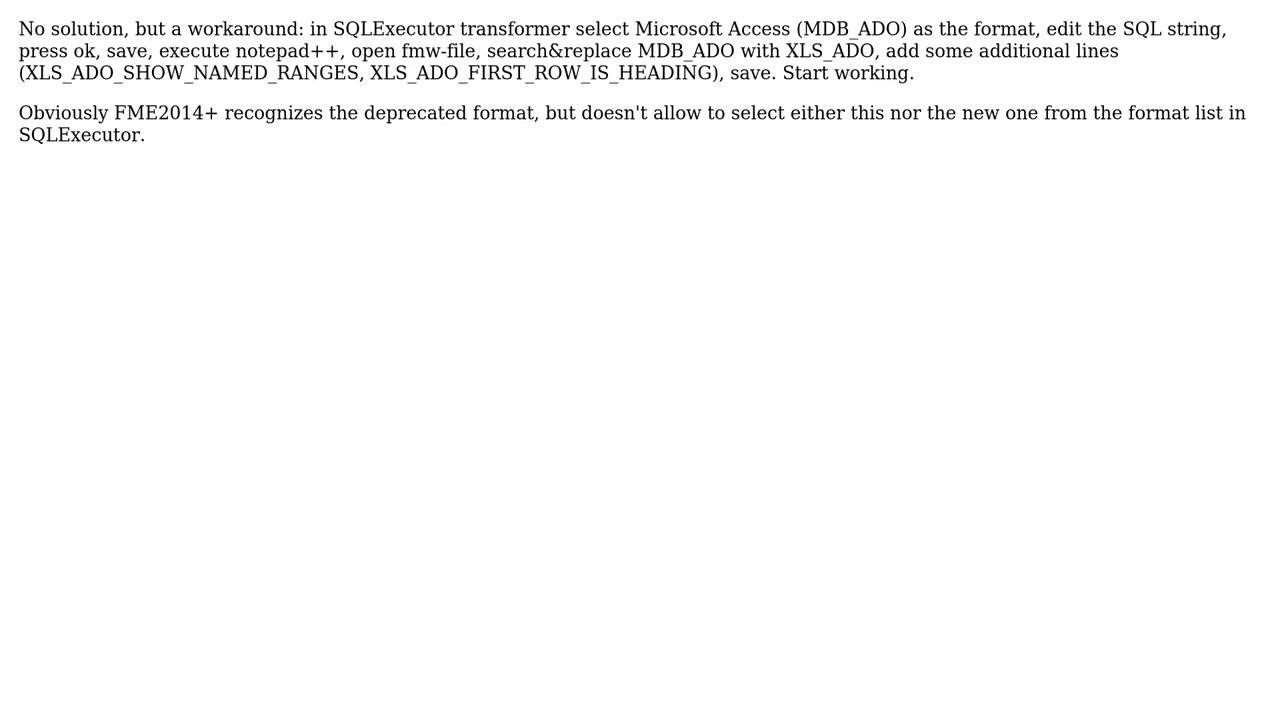 No solution, but a workaround: in SQLExecutor transformer select Microsoft Access (MDB_ADO) as the format, edit the SQL string,
press ok, save, execute notepad++, open fmw-file, search&replace MDB_ADO with XLS_ADO, add some additional lines
(XLS_ADO_SHOW_NAMED_RANGES, XLS_ADO_FIRST_ROW_IS_HEADING), save. Start working.
Obviously FME2014+ recognizes the deprecated format, but doesn't allow to select either this nor the new one from the format list in
SQLExecutor.